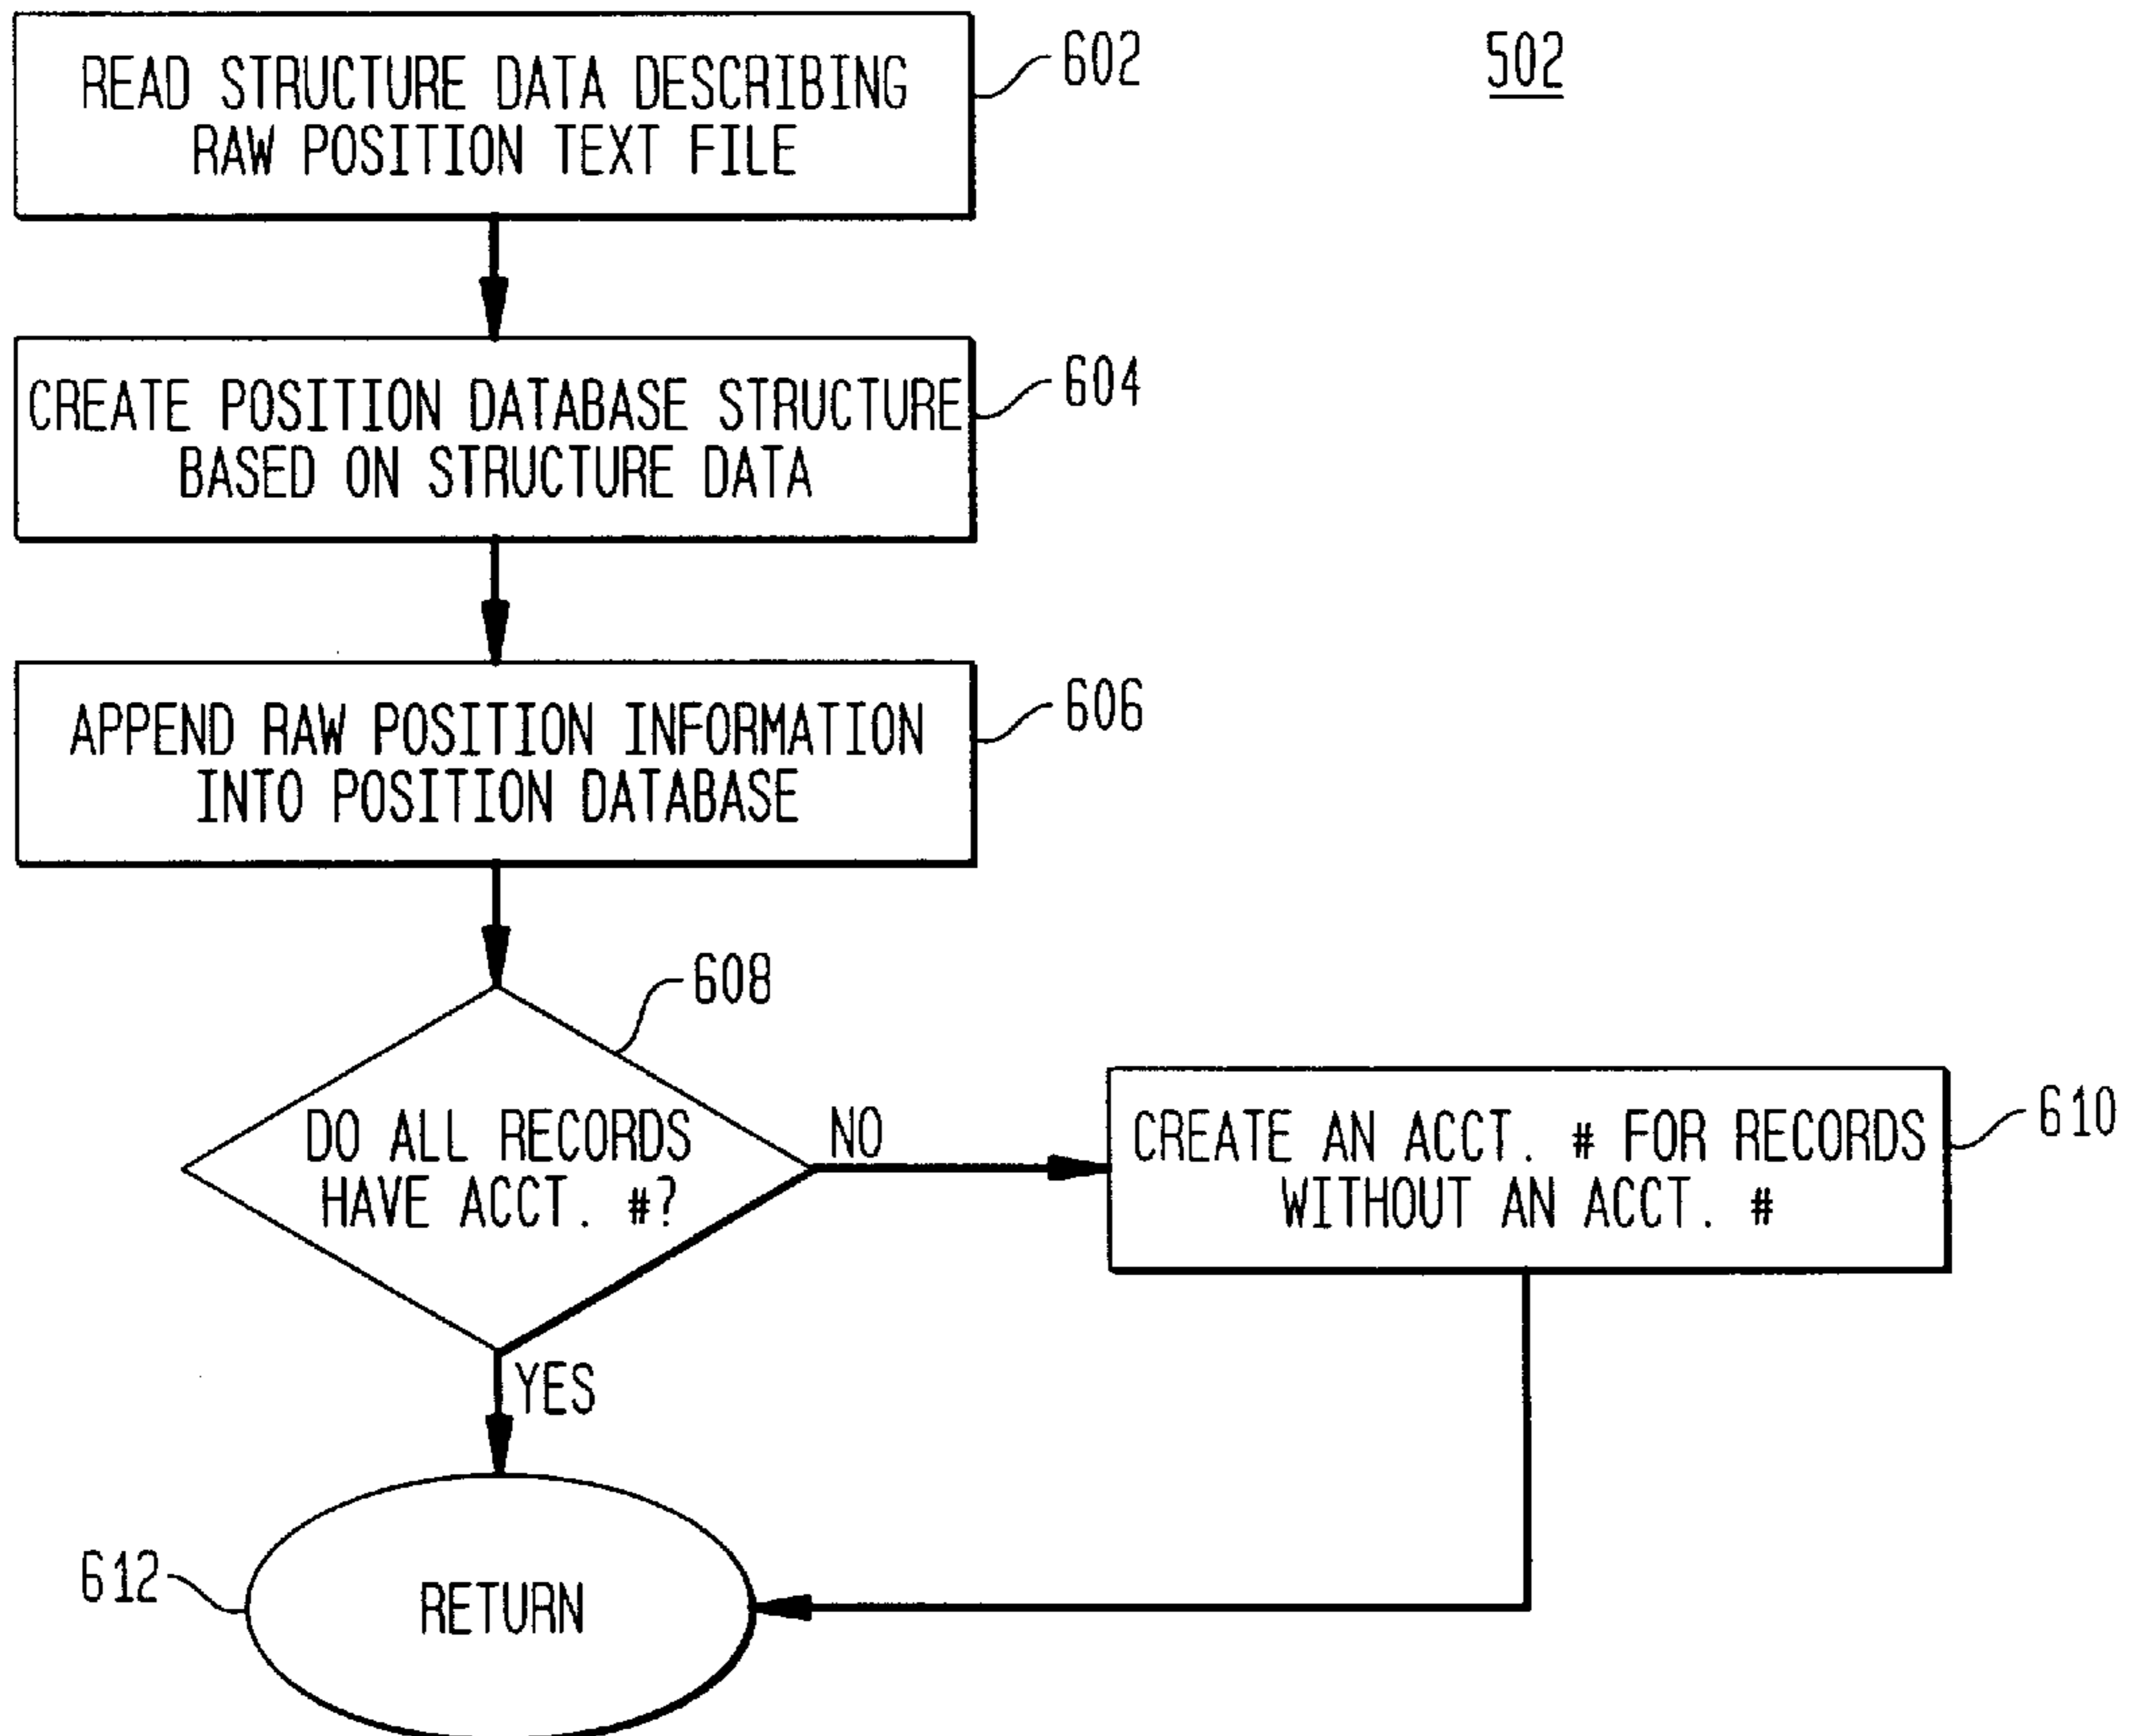 502
READ STRUCTURE DATA DESCRIBING
RAW POSITION TEXT FILE
602
CREATE POSITION DATABASE STRUCTURE
BASED ON STRUCTURE DATA
604
APPEND RAW POSITION INFORMATION
INTO POSITION DATABASE
606
608
DO ALL RECORDS
HAVE ACCT. #?
NO
CREATE AN ACCT. # FOR RECORDS
WITHOUT AN ACCT. #
610
YES
612
RETURN